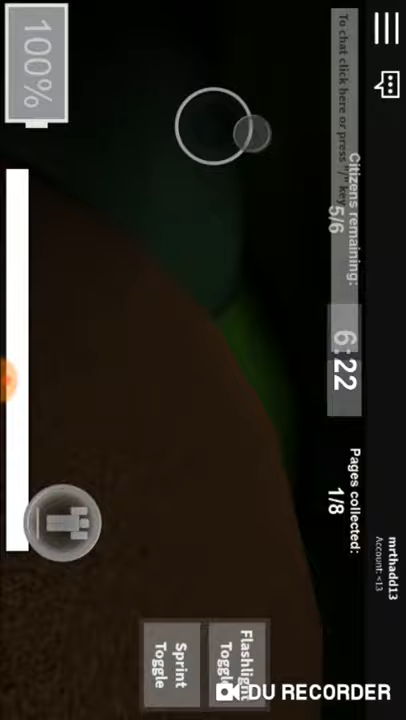 mrthadd13
Account: <13
To chat click here or press "/" key
Citizens remaining:
5/6
6:22
Pages collected:
1/8
100%
Flashlight
Toggle
Sprint
Toggle
DU RECORDER